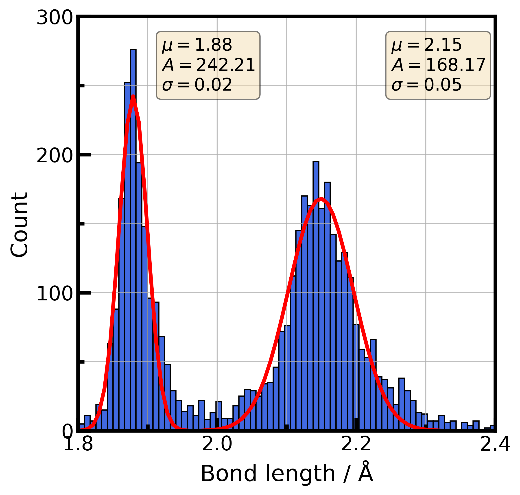 300
μ = 1.88
A = 242.21
σ = 0.02
μ = 2.15
A = 168.17
σ = 0.05
200
Count
100
0
1.8
2.0
2.2
2.4
Bond length / Å